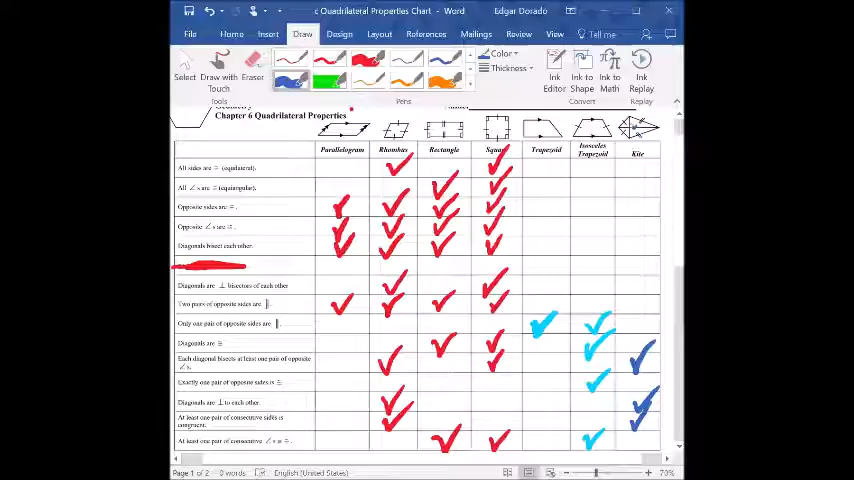 c Quadrilateral Properties Chart - Word
Edgar Dorado
File Home Insert Draw Design Layout References Mailings Review View Tell me
Select
Draw with Touch
Eraser
Color
Thickness
Ink Editor
Ink to Shape
Ink to Math
Ink Replay
Tools Pens Convert Replay
Chapter 6 Quadrilateral Properties
Parallelogram Rhombus Rectangle Square Trapezoid Isosceles Trapezoid Kite
All sides are ≅ (equilateral).
All ∠s are ≅ (equiangular).
Opposite sides are ≅.
Opposite ∠s are ≅.
Diagonals bisect each other.
Diagonals are ⊥ bisectors of each other
Two pairs of opposite sides are ∥.
Only one pair of opposite sides are ∥.
Diagonals are ≅
Each diagonal bisects at least one pair of opposite
∠s.
Exactly one pair of opposite sides is ≅
Diagonals are ⊥ to each other.
At least one pair of consecutive sides is
congruent.
At least one pair of consecutive ∠s is ≅.
Page 1 of 2 0 words English (United States) 70%